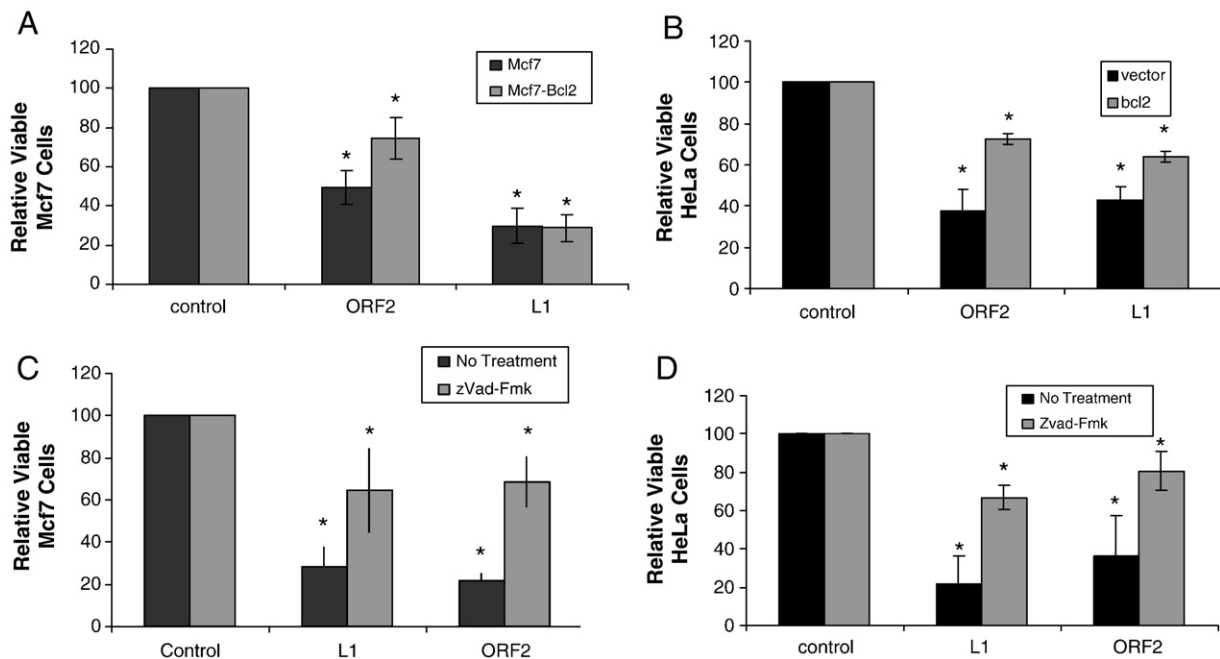 A
120
100
80
60
40
20
0
Relative Viable
Mcf7 Cells
Mcf7
Mcf7-Bcl2
*
*
*
*
control
ORF2
L1
B
120
100
80
60
40
20
0
Relative Viable
HeLa Cells
vector
bcl2
*
*
*
*
control
ORF2
L1
C
120
100
80
60
40
20
0
Relative Viable
Mcf7 Cells
No Treatment
zVad-Fmk
*
*
*
*
Control
L1
ORF2
D
120
100
80
60
40
20
0
Relative Viable
HeLa Cells
No Treatment
Zvad-Fmk
*
*
*
*
control
L1
ORF2